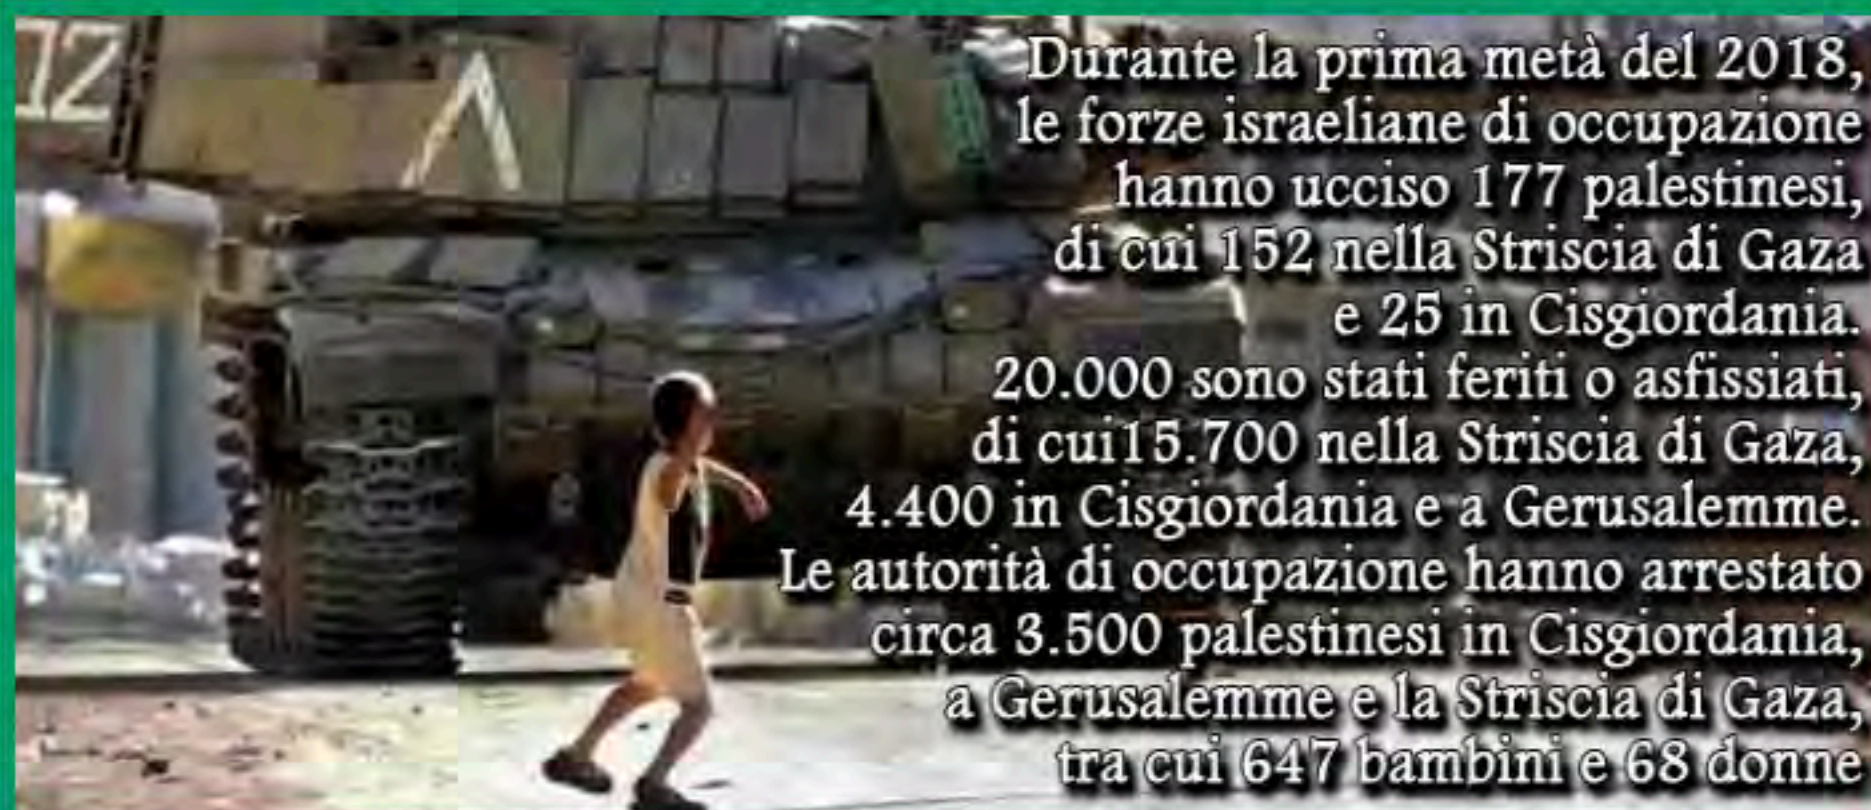 12
Durante la prima metà del 2018,
le forze israeliane di occupazione
hanno ucciso 177 palestinesi,
di cui 152 nella Striscia di Gaza
e 25 in Cisgiordania.
20.000 sono stati feriti o asfissiati,
di cui15.700 nella Striscia di Gaza,
4.400 in Cisgiordania e a Gerusalemme.
Le autorità di occupazione hanno arrestato
circa 3.500 palestinesi in Cisgiordania,
a Gerusalemme e la Striscia di Gaza,
tra cui 647 bambini e 68 donne